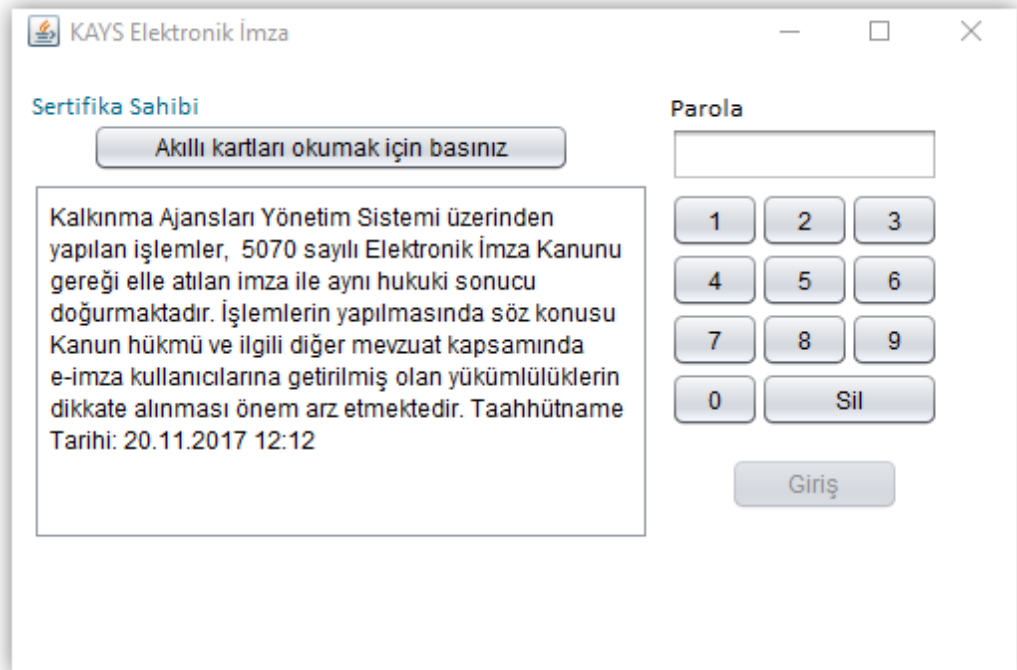 KAYS Elektronik İmza
Sertifika Sahibi
Akıllı kartları okumak için basınız
Kalkınma Ajansları Yönetim Sistemi üzerinden
yapılan işlemler,  5070 sayılı Elektronik İmza Kanunu
gereği elle atılan imza ile aynı hukuki sonucu
doğurmaktadır. İşlemlerin yapılmasında söz konusu
Kanun hükmü ve ilgili diğer mevzuat kapsamında
e-imza kullanıcılarına getirilmiş olan yükümlülüklerin
dikkate alınması önem arz etmektedir. Taahhütname
Tarihi: 20.11.2017 12:12
Parola
1 2 3
4 5 6
7 8 9
0 Sil
Giriş